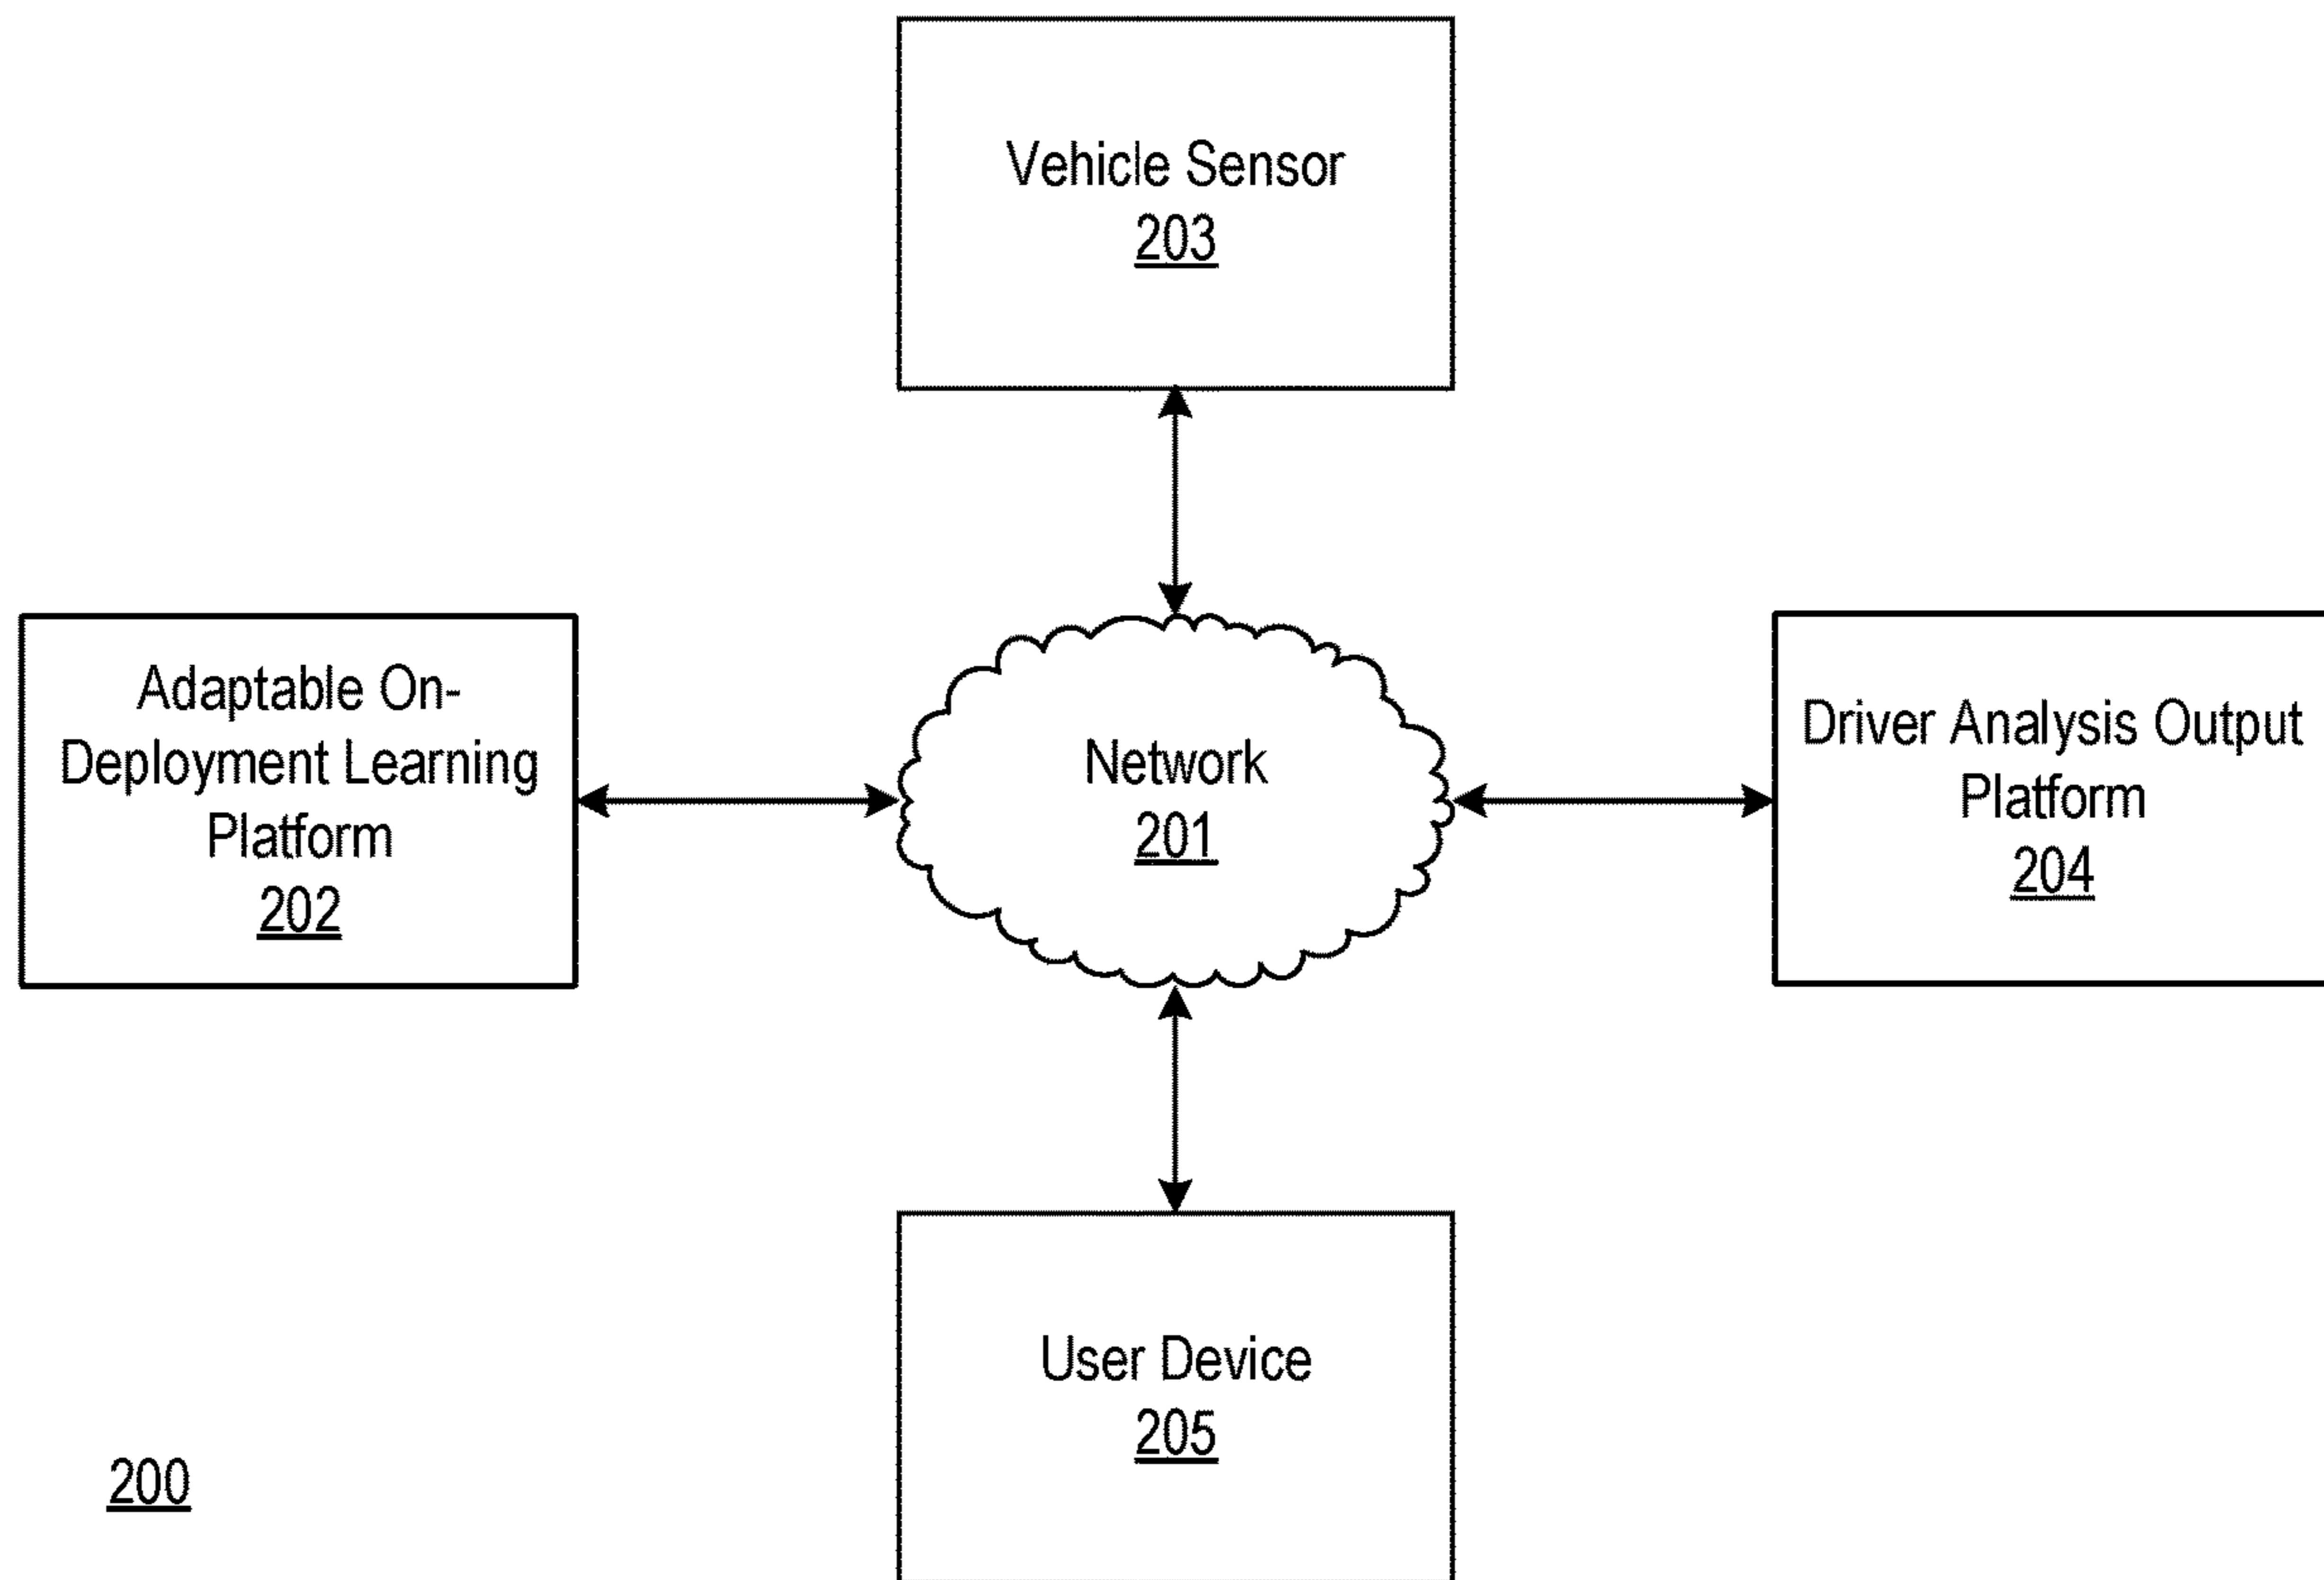 Vehicle Sensor
203
Adaptable On-
Deployment Learning
Platform
202
Network
201
Driver Analysis Output
Platform
204
User Device
205
200